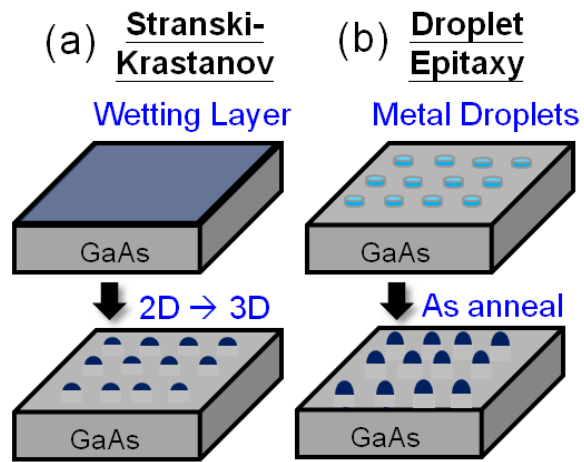 (a) Stranski-
Krastanov
Wetting Layer
GaAs
2D → 3D
GaAs
(b) Droplet
Epitaxy
Metal Droplets
GaAs
As anneal
GaAs